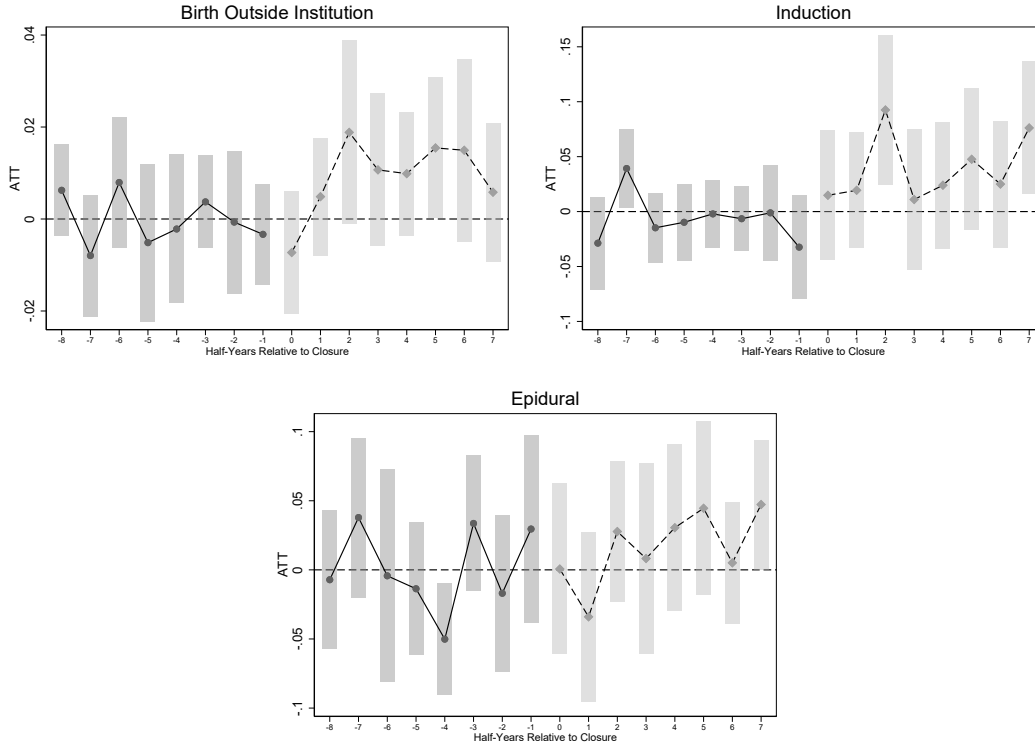 Birth Outside Institution
ATT
.04
.02
0
-.02
-8 -7 -6 -5 -4 -3 -2 -1 0 1 2 3 4 5 6 7
Half-Years Relative to Closure
Induction
ATT
.15
.1
.05
0
-.05
-.1
-8 -7 -6 -5 -4 -3 -2 -1 0 1 2 3 4 5 6 7
Half-Years Relative to Closure
Epidural
ATT
.1
.05
0
-.05
-.1
-8 -7 -6 -5 -4 -3 -2 -1 0 1 2 3 4 5 6 7
Half-Years Relative to Closure